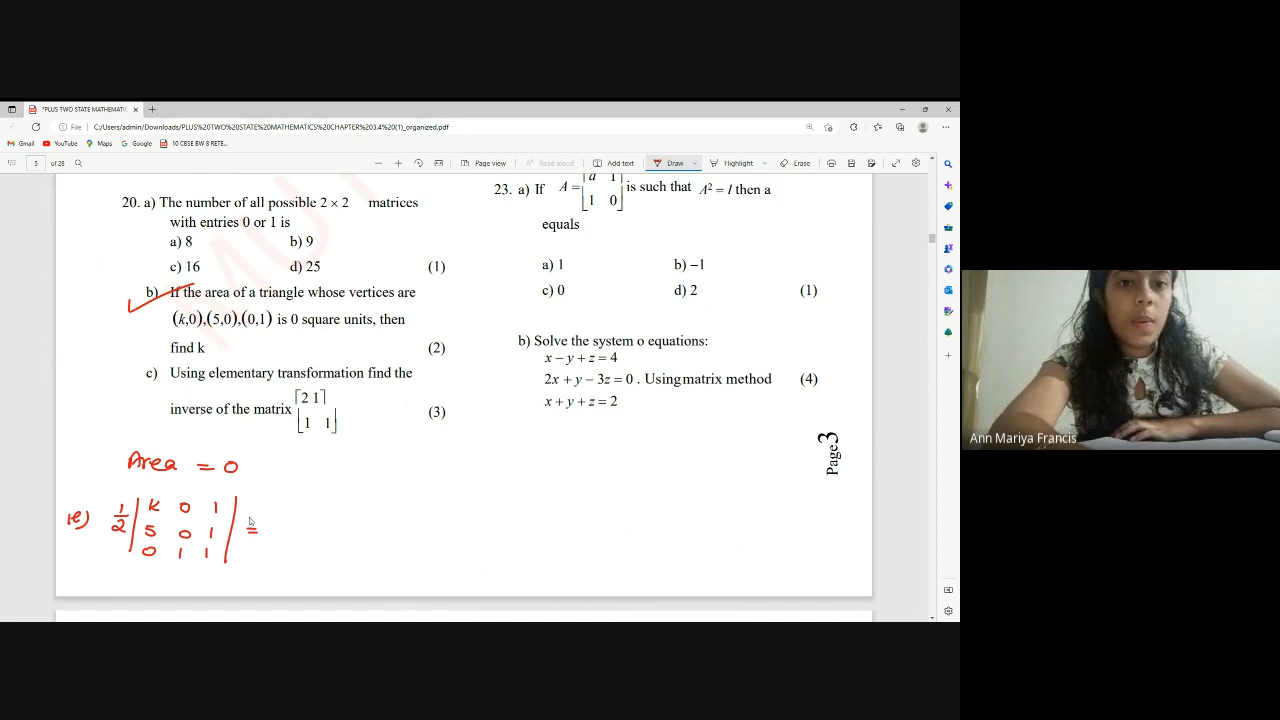 *PLUS TWO STATE MATHEMATIC
File
C:/Users/admin/Downloads/PLUS%20TWO%20STATE%20MATHEMATICS%20CHAPTER%203.4%20(1)_organized.pdf
Gmail YouTube Maps Google 10 CBSE BW 8 RETE...
5 of 28 Page view Read aloud Add text Draw Highlight Erase
20. a) The number of all possible 2 × 2 matrices
with entries 0 or 1 is
a) 8 b) 9
c) 16 d) 25 (1)
b) If the area of a triangle whose vertices are
(k,0),(5,0),(0,1) is 0 square units, then
find k (2)
c) Using elementary transformation find the
inverse of the matrix [2 1
1 1] (3)
Area = 0
ie) 1/2 | k 0 1
5 0 1
0 1 1 | =
23. a) If A = [a 1
1 0] is such that A² = I then a
equals
a) 1 b) −1
c) 0 d) 2 (1)
b) Solve the system o equations:
x − y + z = 4
2x + y − 3z = 0 . Using matrix method (4)
x + y + z = 2
Page3
Ann Mariya Francis